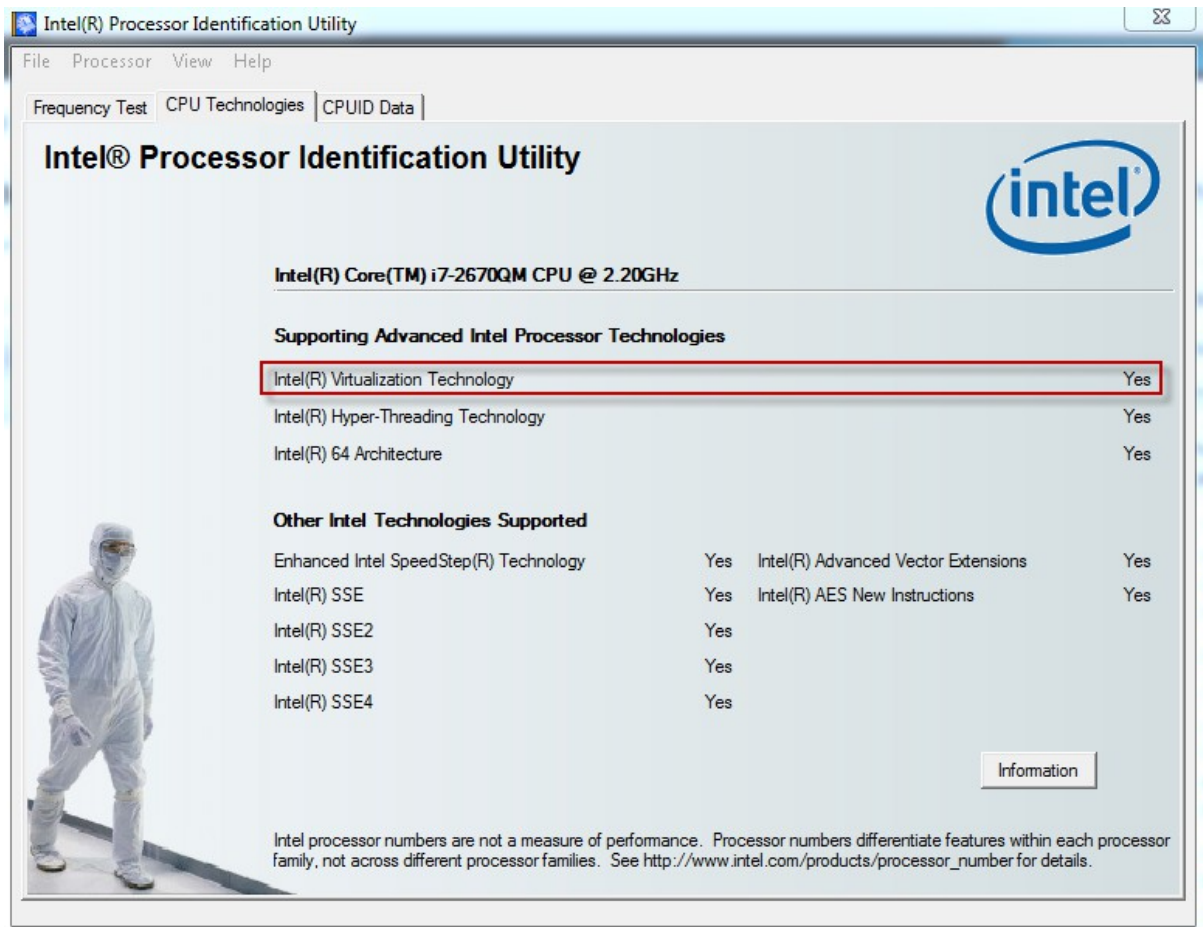 Intel(R) Processor Identification Utility
File Processor View Help
Frequency Test CPU Technologies CPUID Data
Intel® Processor Identification Utility
intel
Intel(R) Core(TM) i7-2670QM CPU @ 2.20GHz
Supporting Advanced Intel Processor Technologies
Intel(R) Virtualization Technology Yes
Intel(R) Hyper-Threading Technology Yes
Intel(R) 64 Architecture Yes
Other Intel Technologies Supported
Enhanced Intel SpeedStep(R) Technology Yes Intel(R) Advanced Vector Extensions Yes
Intel(R) SSE Yes Intel(R) AES New Instructions Yes
Intel(R) SSE2 Yes
Intel(R) SSE3 Yes
Intel(R) SSE4 Yes
Information
Intel processor numbers are not a measure of performance. Processor numbers differentiate features within each processor
family, not across different processor families. See http://www.intel.com/products/processor_number for details.